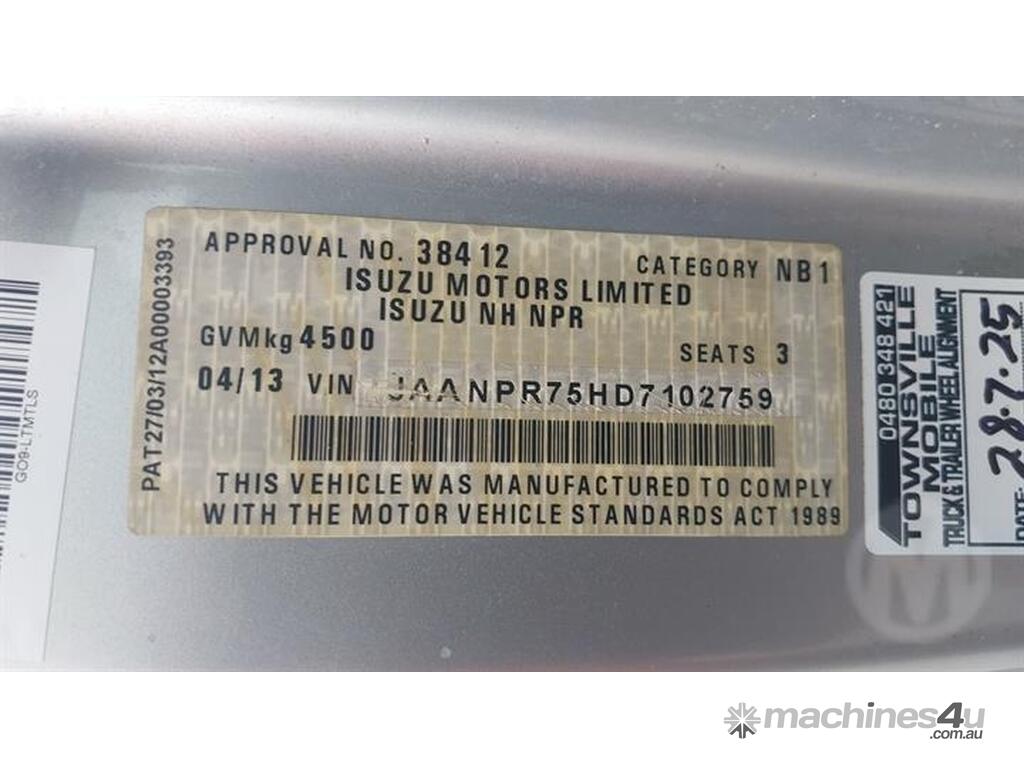 APPROVAL NO. 38412
CATEGORY NB1
ISUZU MOTORS LIMITED
ISUZU NH NPR
GVMkg 4500
SEATS 3
04/13 VIN JAANPR75HD7102759
THIS VEHICLE WAS MANUFACTURED TO COMPLY
WITH THE MOTOR VEHICLE STANDARDS ACT 1989
PAT27/03/12A00003393
GO9-LTMTLS
0480 348 421
TOWNSVILLE
MOBILE
TRUCK & TRAILER WHEEL ALIGNMENT
DATE: 28.7.25
machines4u
.com.au